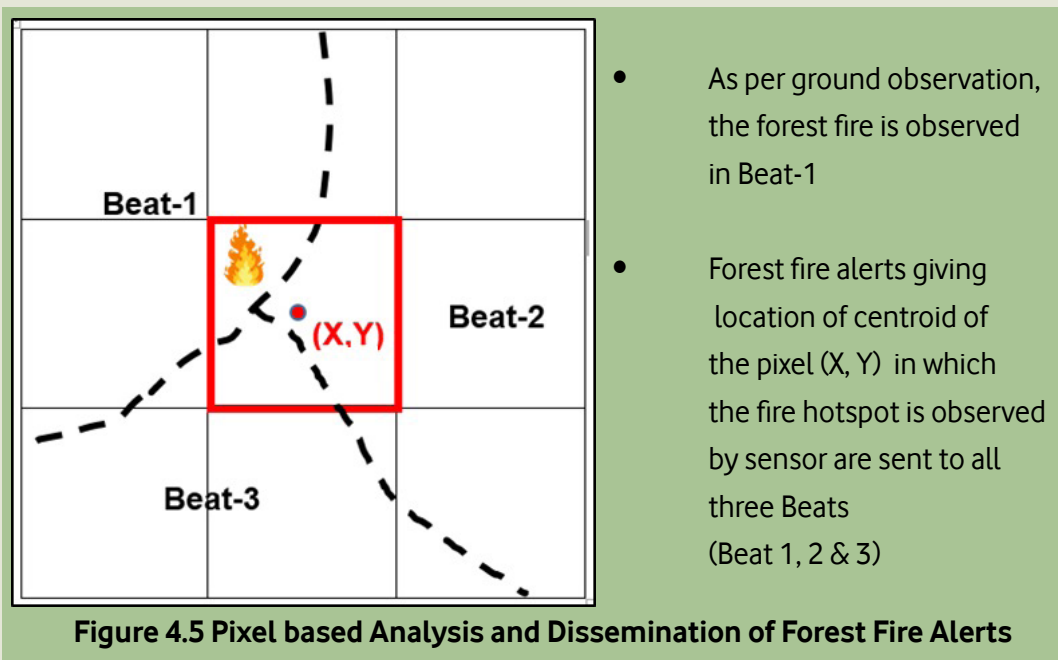 Beat-1
(X,Y)
Beat-2
Beat-3
• As per ground observation,
the forest fire is observed
in Beat-1
• Forest fire alerts giving
location of centroid of
the pixel (X, Y) in which
the fire hotspot is observed
by sensor are sent to all
three Beats
(Beat 1, 2 & 3)
Figure 4.5 Pixel based Analysis and Dissemination of Forest Fire Alerts